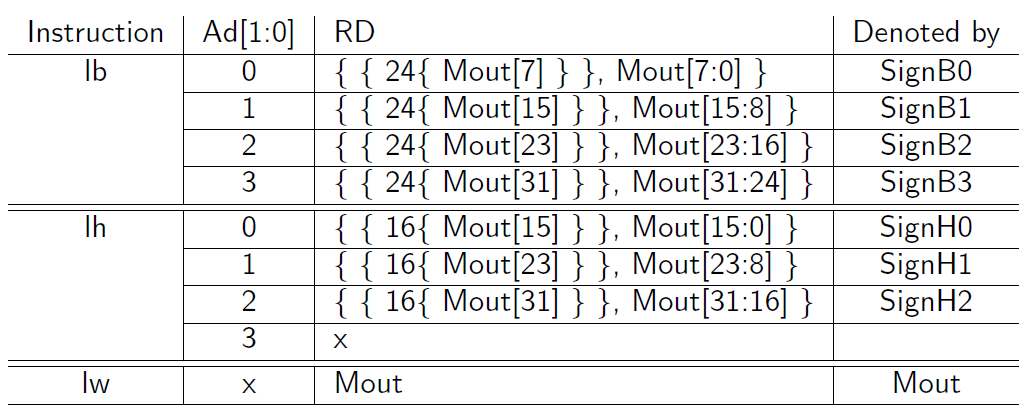 Instruction Ad[1:0] RD Denoted by
lb 0 { { 24{ Mout[7] } }, Mout[7:0] } SignB0
1 { { 24{ Mout[15] } }, Mout[15:8] } SignB1
2 { { 24{ Mout[23] } }, Mout[23:16] } SignB2
3 { { 24{ Mout[31] } }, Mout[31:24] } SignB3
lh 0 { { 16{ Mout[15] } }, Mout[15:0] } SignH0
1 { { 16{ Mout[23] } }, Mout[23:8] } SignH1
2 { { 16{ Mout[31] } }, Mout[31:16] } SignH2
3 x
lw x Mout Mout